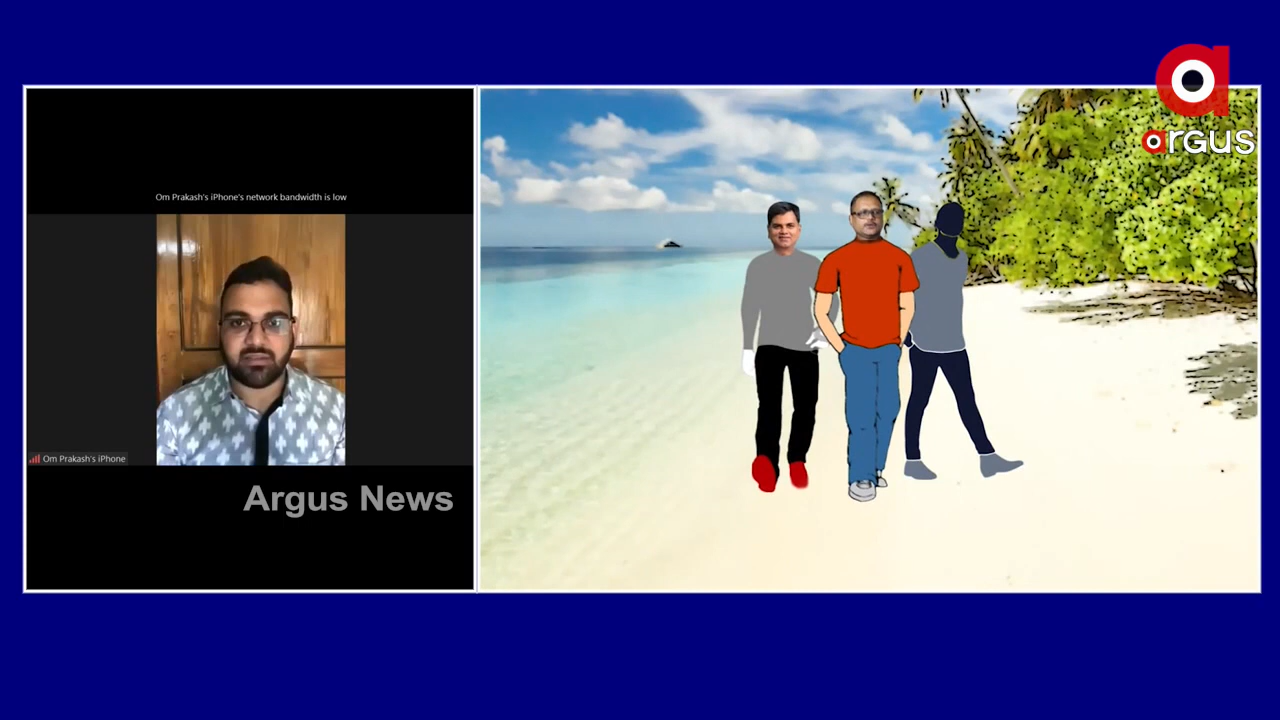 Om Prakash's iPhone's network bandwidth is low
Om Prakash's iPhone
Argus News
a
argus